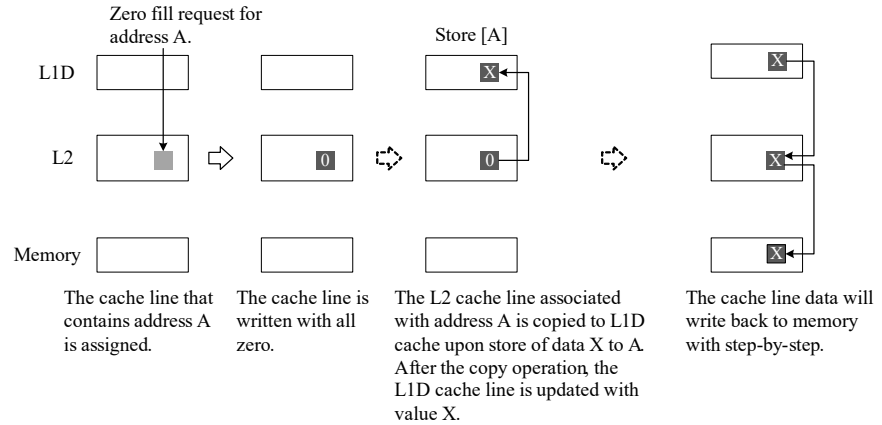 Zero fill request for
address A.
Store [A]
L1D
X
X
L2
0
0
X
Memory
X
The cache line that
contains address A
is assigned.
The cache line is
written with all
zero.
The L2 cache line associated
with address A is copied to L1D
cache upon store of data X to A.
After the copy operation, the
L1D cache line is updated with
value X.
The cache line data will
write back to memory
with step-by-step.